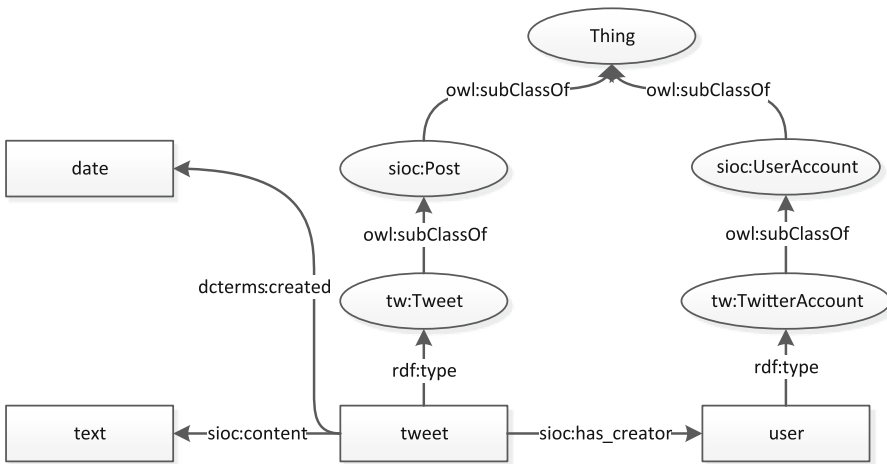 Thing
owl:subClassOf
owl:subClassOf
date
sioc:Post
sioc:UserAccount
owl:subClassOf
owl:subClassOf
dcterms:created
tw:Tweet
tw:TwitterAccount
rdf:type
rdf:type
text
sioc:content
tweet
sioc:has_creator
user